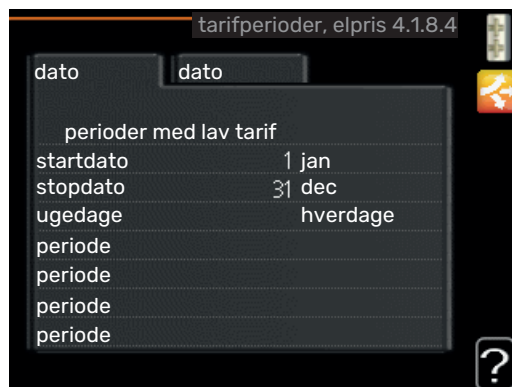 tarifperioder, elpris 4.1.8.4
dato dato
perioder med lav tarif
startdato 1 jan
stopdato 31 dec
ugedage hverdage
periode
periode
periode
periode
?